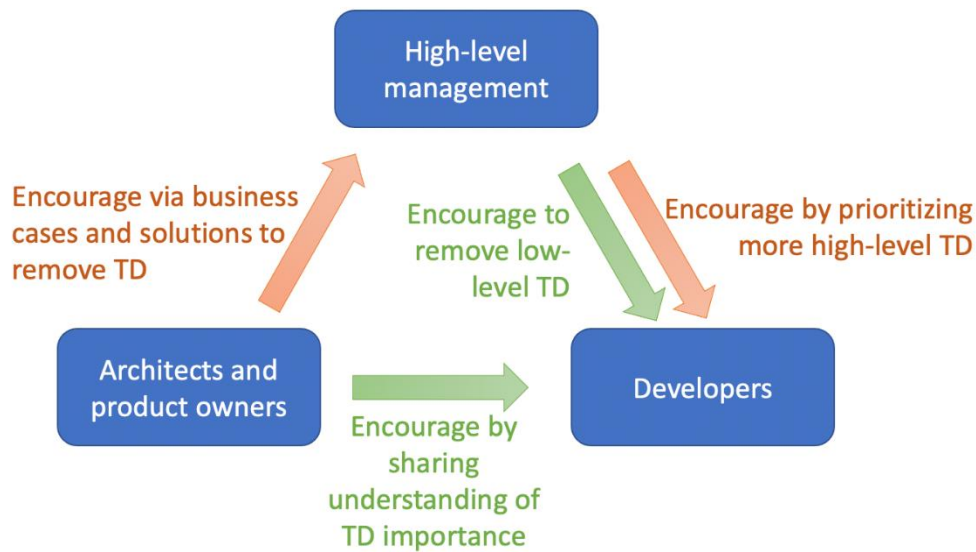 High-level
management
Encourage via business
cases and solutions to
remove TD
Encourage to
remove low-
level TD
Encourage by prioritizing
more high-level TD
Architects and
product owners
Developers
Encourage by
sharing
understanding of
TD importance